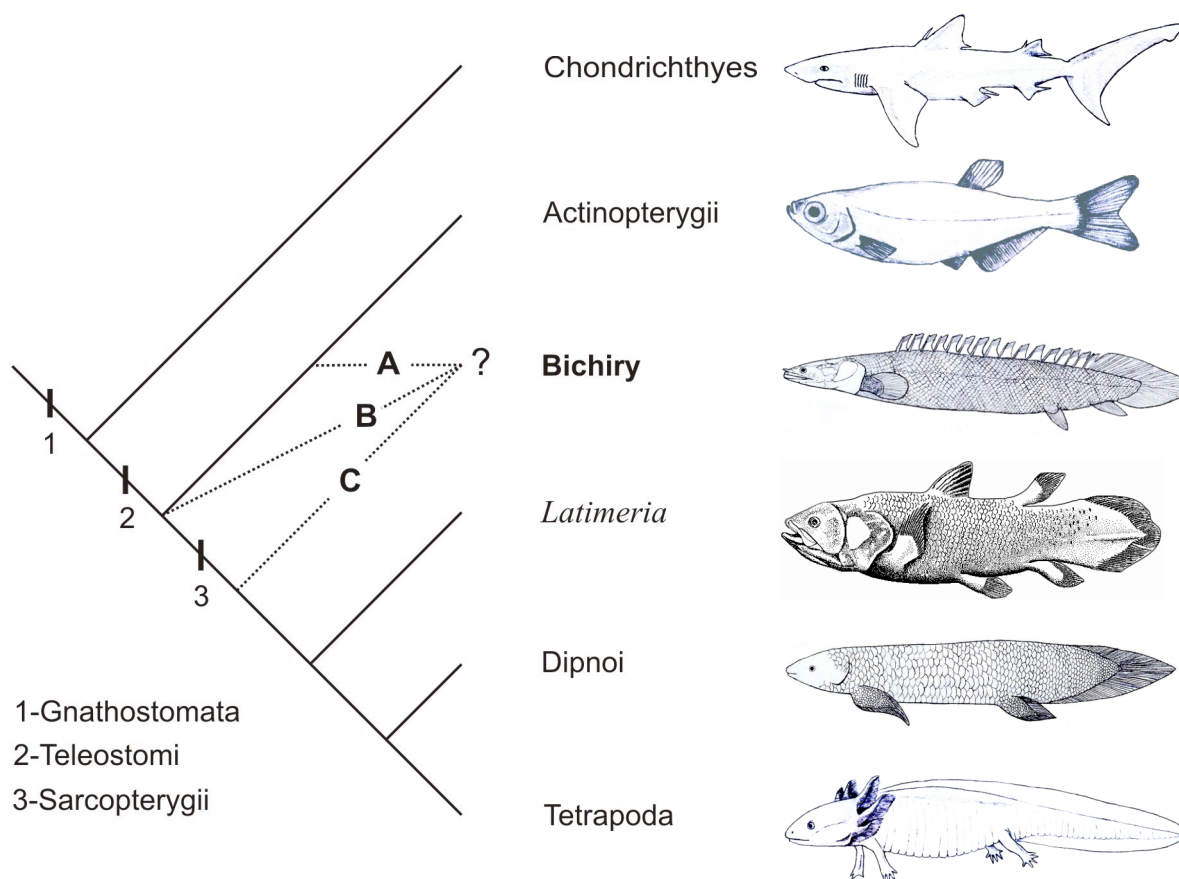 Chondrichthyes
Actinopterygii
A
?
Bichiry
B
1
C
2
Latimeria
3
Dipnoi
1-Gnathostomata
2-Teleostomi
3-Sarcopterygii
Tetrapoda